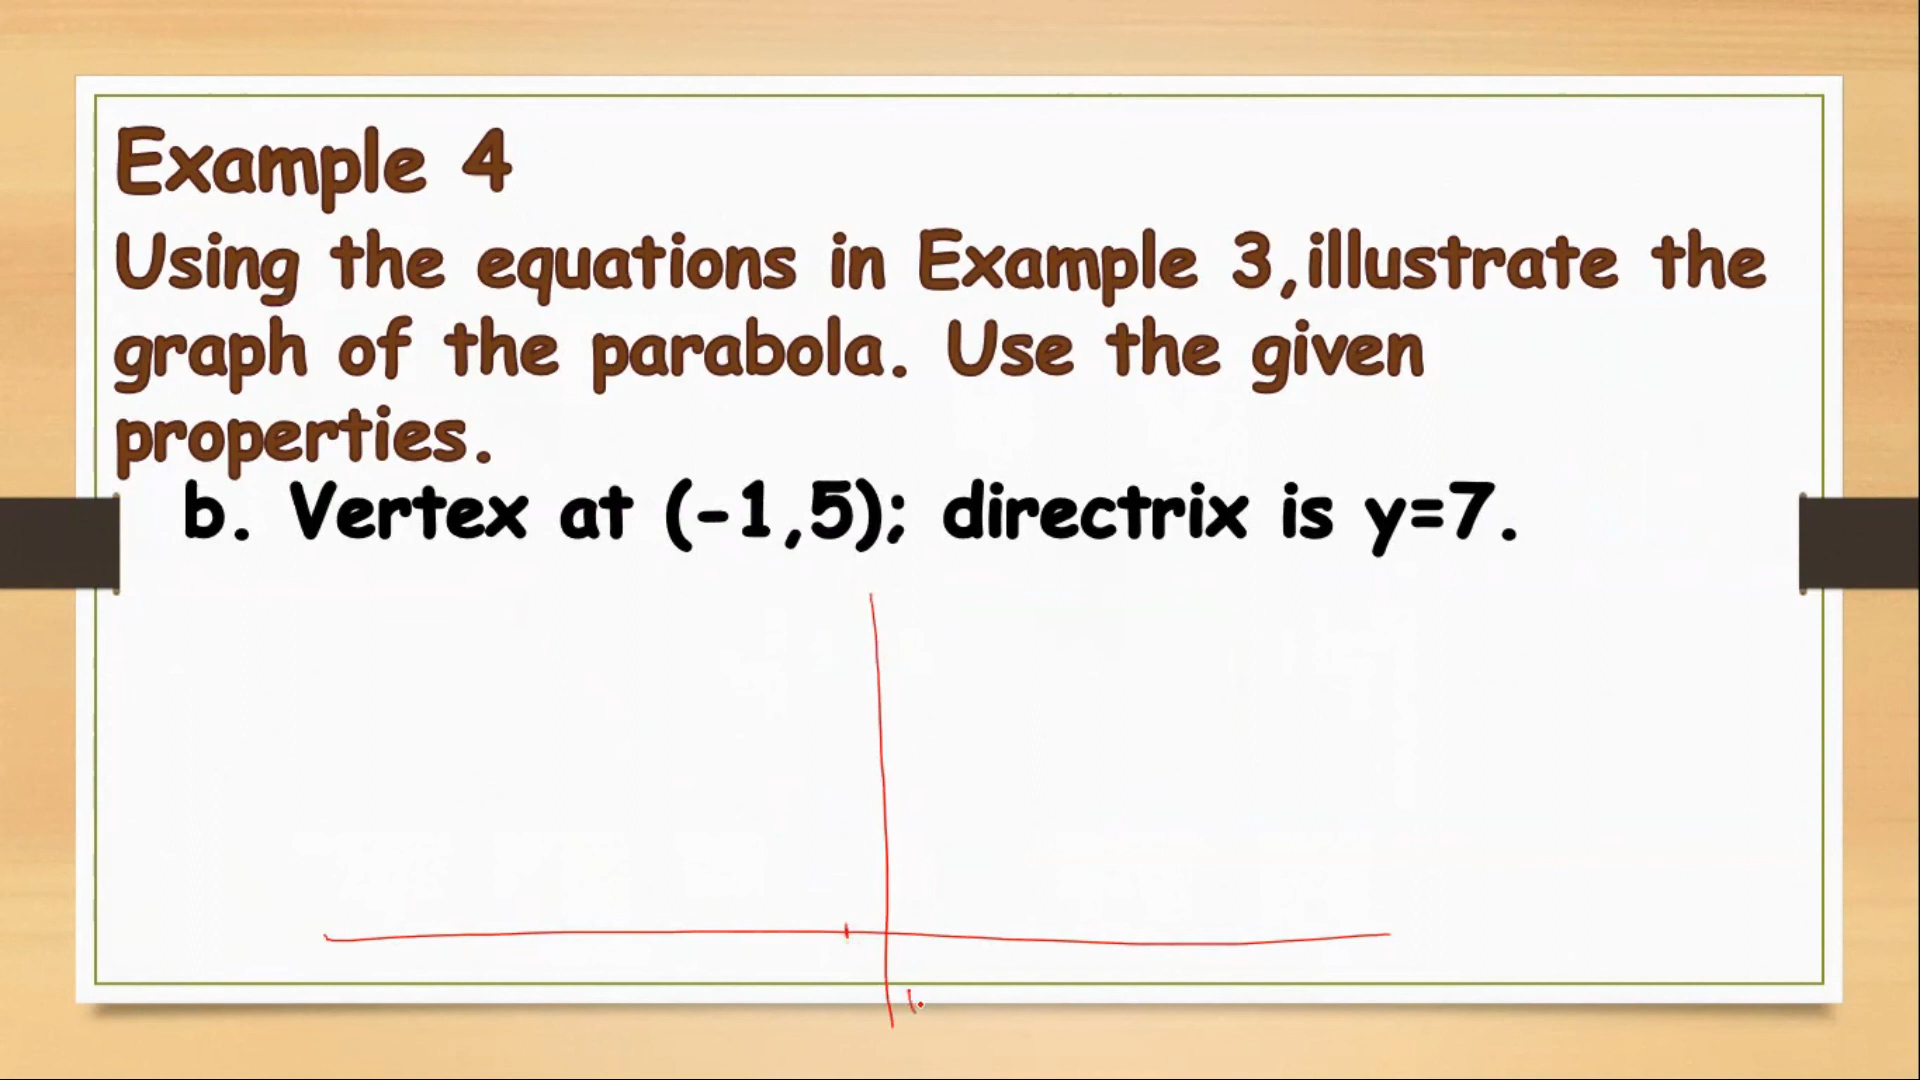 Example 4
Using the equations in Example 3,illustrate the
graph of the parabola. Use the given
properties.
b. Vertex at (-1,5); directrix is y=7.